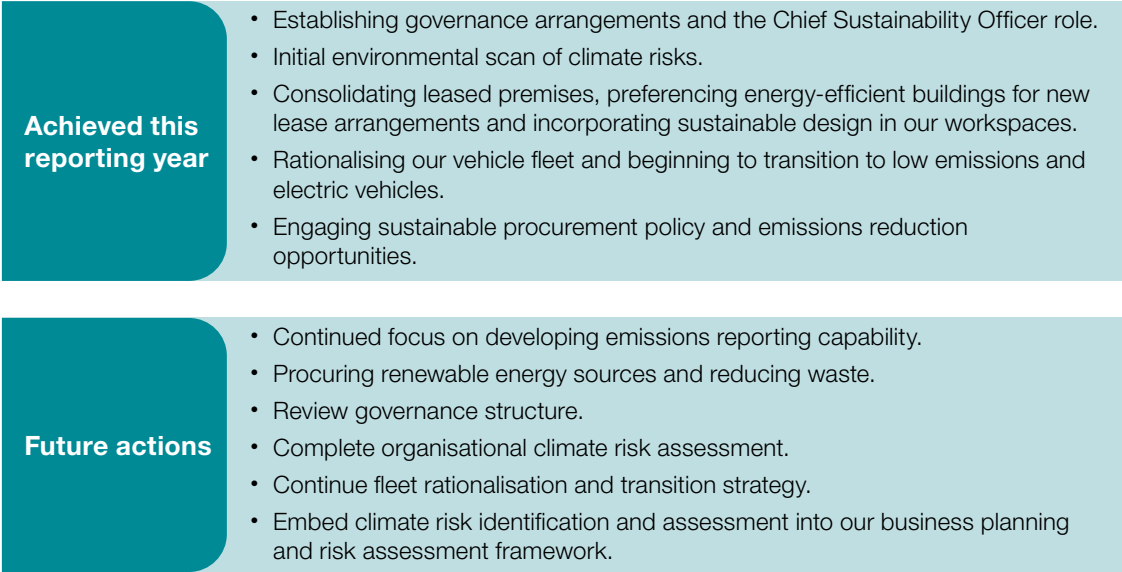 Achieved this
reporting year
• Establishing governance arrangements and the Chief Sustainability Officer role.
• Initial environmental scan of climate risks.
• Consolidating leased premises, preferencing energy-efficient buildings for new
lease arrangements and incorporating sustainable design in our workspaces.
• Rationalising our vehicle fleet and beginning to transition to low emissions and
electric vehicles.
• Engaging sustainable procurement policy and emissions reduction
opportunities.
Future actions
• Continued focus on developing emissions reporting capability.
• Procuring renewable energy sources and reducing waste.
• Review governance structure.
• Complete organisational climate risk assessment.
• Continue fleet rationalisation and transition strategy.
• Embed climate risk identification and assessment into our business planning
and risk assessment framework.